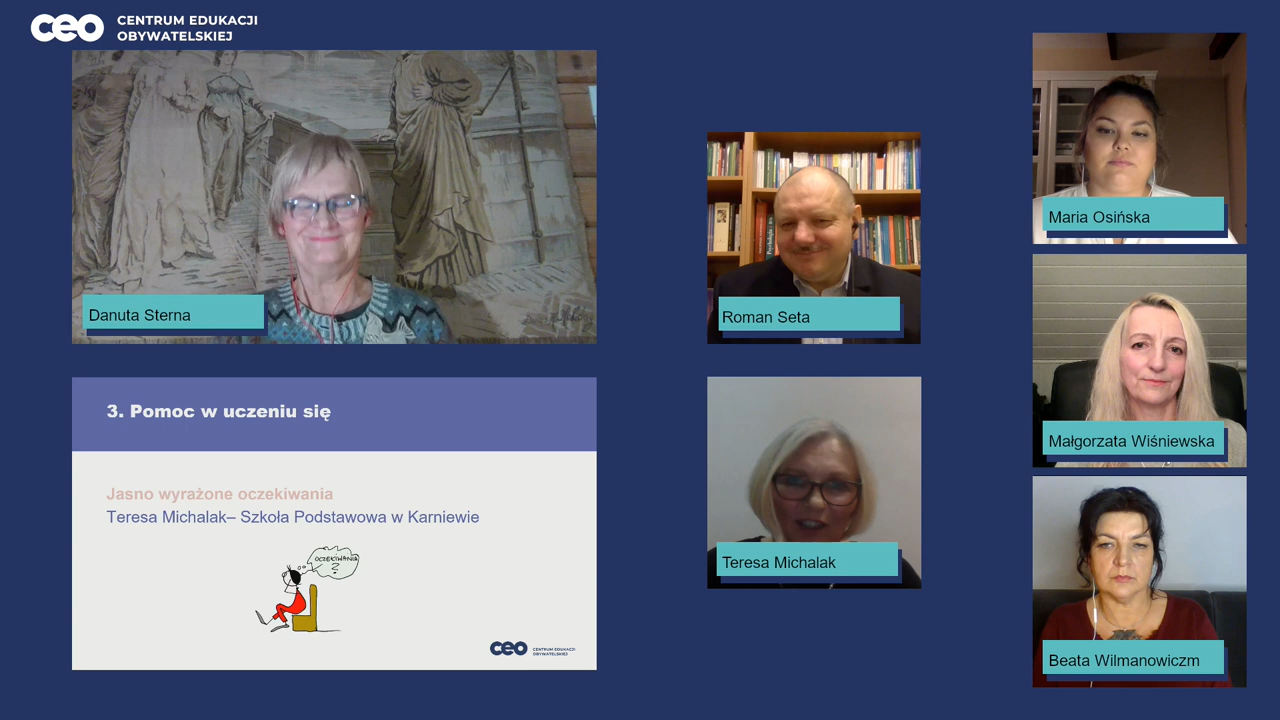 ceo CENTRUM EDUKACJI
OBYWATELSKIEJ
Danuta Sterna
Roman Seta
Maria Osińska
Małgorzata Wiśniewska
3. Pomoc w uczeniu się
Jasno wyrażone oczekiwania
Teresa Michalak– Szkoła Podstawowa w Karniewie
OCZEKIWANIA
?
ceo CENTRUM EDUKACJI
OBYWATELSKIEJ
Teresa Michalak
Beata Wilmanowiczm